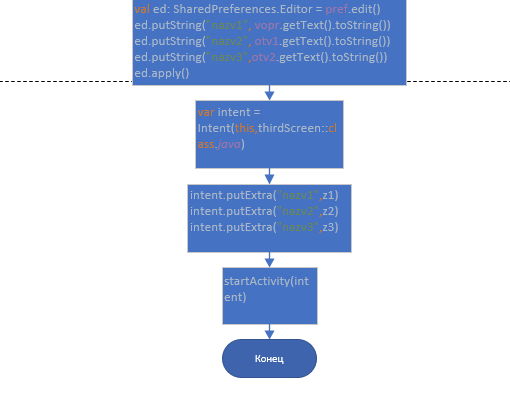 val ed: SharedPreferences.Editor = pref.edit()
ed.putString("nazv1", vopr.getText().toString())
ed.putString("nazv2", otv1.getText().toString())
ed.putString("nazv3",otv2.getText().toString())
ed.apply()
var intent =
Intent(this,thirdScreen::cl
ass.java)
intent.putExtra("nazv1",z1)
intent.putExtra("nazv2",z2)
intent.putExtra("nazv3",z3)
startActivity(int
ent)
Конец